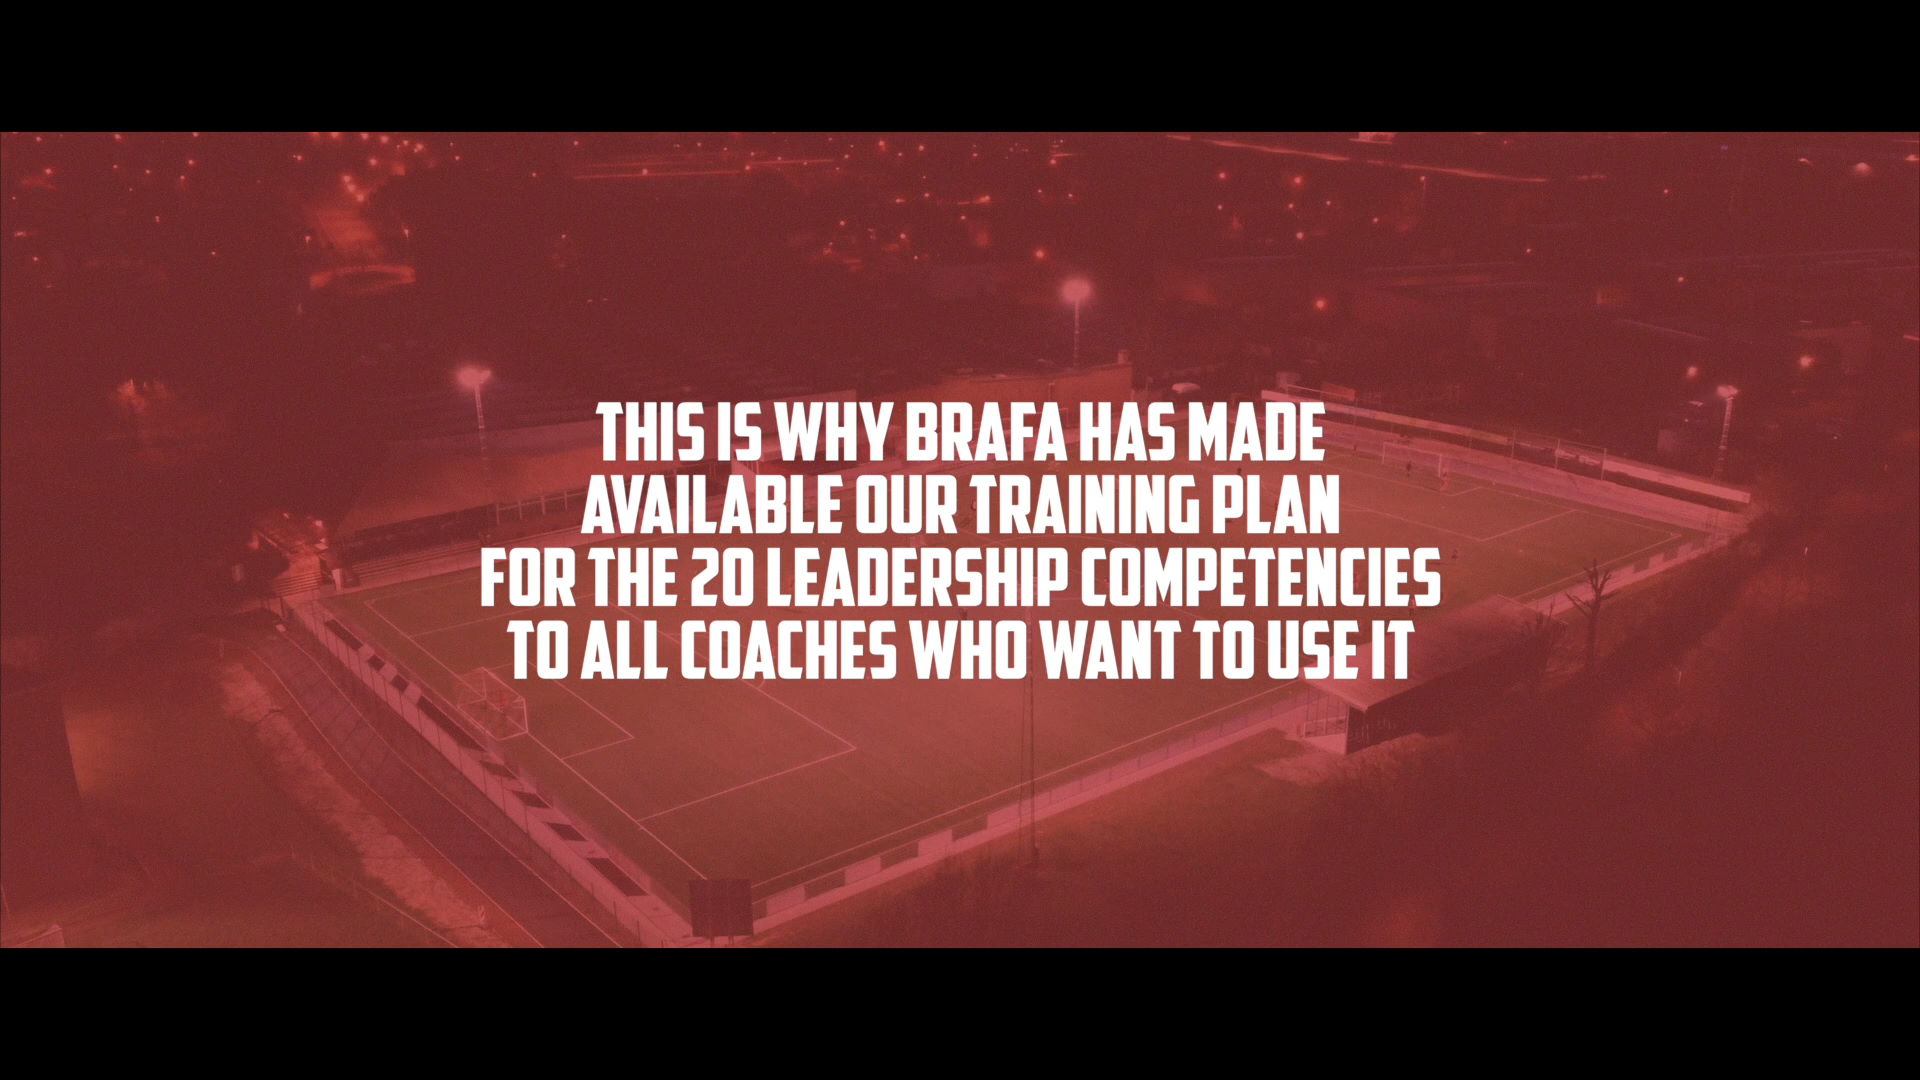 THIS IS WHY BRAFA HAS MADE
AVAILABLE OUR TRAINING PLAN
FOR THE 20 LEADERSHIP COMPETENCIES
TO ALL COACHES WHO WANT TO USE IT